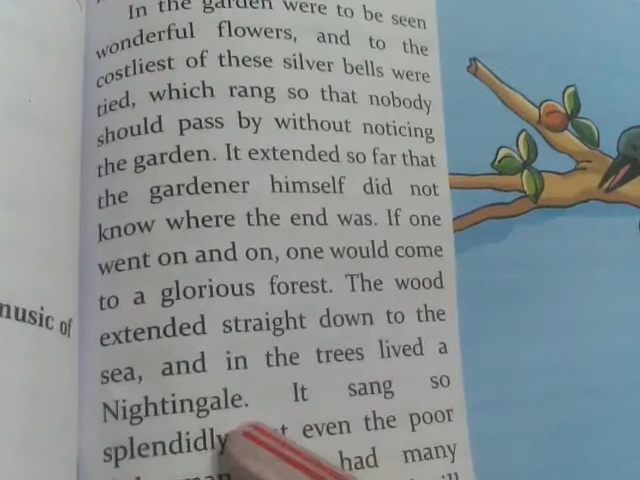 In the garden were to be seen
wonderful flowers, and to the
costliest of these silver bells were
tied, which rang so that nobody
should pass by without noticing
the garden. It extended so far that
the gardener himself did not
know where the end was. If one
went on and on, one would come
to a glorious forest. The wood
extended straight down to the
sea, and in the trees lived a
Nightingale. It sang so
splendidly even the poor
had many
music of